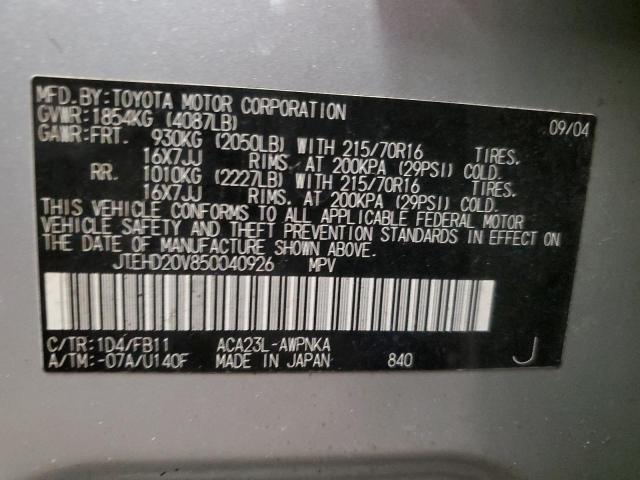 MFD.BY:TOYOTA MOTOR CORPORATION 09/04
GVWR:1854KG (4087LB)
GAWR:FRT. 930KG (2050LB) WITH 215/70R16 TIRES.
16X7JJ RIMS, AT 200KPA (29PSI) COLD.
RR. 1010KG (2227LB) WITH 215/70R16 TIRES.
16X7JJ RIMS, AT 200KPA (29PSI) COLD.
THIS VEHICLE CONFORMS TO ALL APPLICABLE FEDERAL MOTOR
VEHICLE SAFETY AND THEFT PREVENTION STANDARDS IN EFFECT ON
THE DATE OF MANUFACTURE SHOWN ABOVE.
JTEHD20V850040926 MPV
C/TR:1D4/FB11 ACA23L-AWPNKA
A/TM:-07A/U140F MADE IN JAPAN 840 J